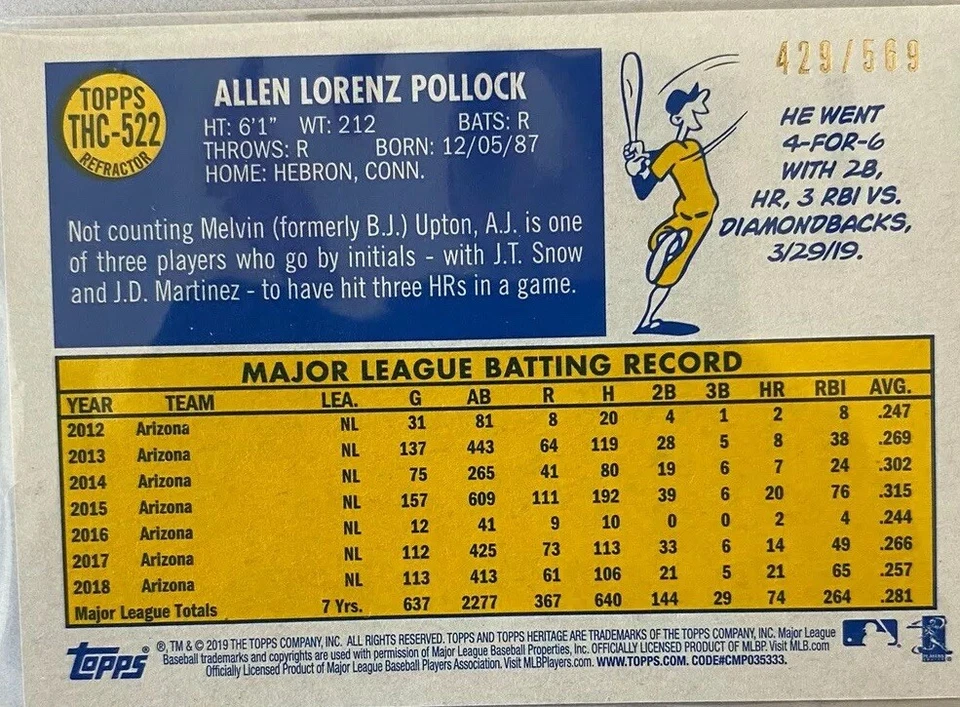 429/569
TOPPS
THC-522
REFRACTOR
ALLEN LORENZ POLLOCK
HT: 6'1" WT: 212 BATS: R
THROWS: R BORN: 12/05/87
HOME: HEBRON, CONN.
Not counting Melvin (formerly B.J.) Upton, A.J. is one
of three players who go by initials - with J.T. Snow
and J.D. Martinez - to have hit three HRs in a game.
HE WENT
4-FOR-6
WITH 2B,
HR, 3 RBI VS.
DIAMONDBACKS,
3/29/19.
MAJOR LEAGUE BATTING RECORD
YEAR TEAM LEA. G AB R H 2B 3B HR RBI AVG.
2012 Arizona NL 31 81 8 20 4 1 2 8 .247
2013 Arizona NL 137 443 64 119 28 5 8 38 .269
2014 Arizona NL 75 265 41 80 19 6 7 24 .302
2015 Arizona NL 157 609 111 192 39 6 20 76 .315
2016 Arizona NL 12 41 9 10 0 0 2 4 .244
2017 Arizona NL 112 425 73 113 33 6 14 49 .266
2018 Arizona NL 113 413 61 106 21 5 21 65 .257
Major League Totals 7 Yrs. 637 2277 367 640 144 29 74 264 .281
Topps® ®, TM & © 2019 THE TOPPS COMPANY, INC. ALL RIGHTS RESERVED. TOPPS AND TOPPS HERITAGE ARE TRADEMARKS OF THE TOPPS COMPANY, INC. Major League
Baseball trademarks and copyrights are used with permission of Major League Baseball Properties, Inc. OFFICIALLY LICENSED PRODUCT OF MLBP. Visit MLB.com
Officially Licensed Product of Major League Baseball Players Association. Visit MLBPlayers.com. WWW.TOPPS.COM. CODE#CMP035333.